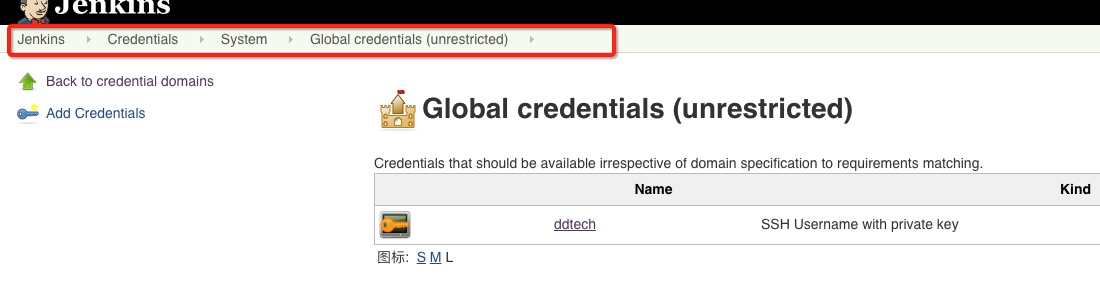 Jenkins
Jenkins Credentials System Global credentials (unrestricted)
Back to credential domains
Add Credentials
Global credentials (unrestricted)
Credentials that should be available irrespective of domain specification to requirements matching.
Name Kind
ddtech SSH Username with private key
图标: S M L